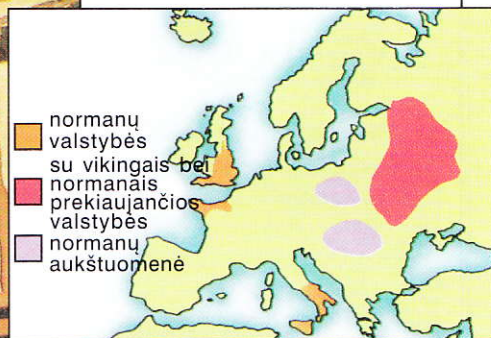 normanų
valstybės
su vikingais bei
normanais
prekiaujančios
valstybės
normanų
aukštuomenė